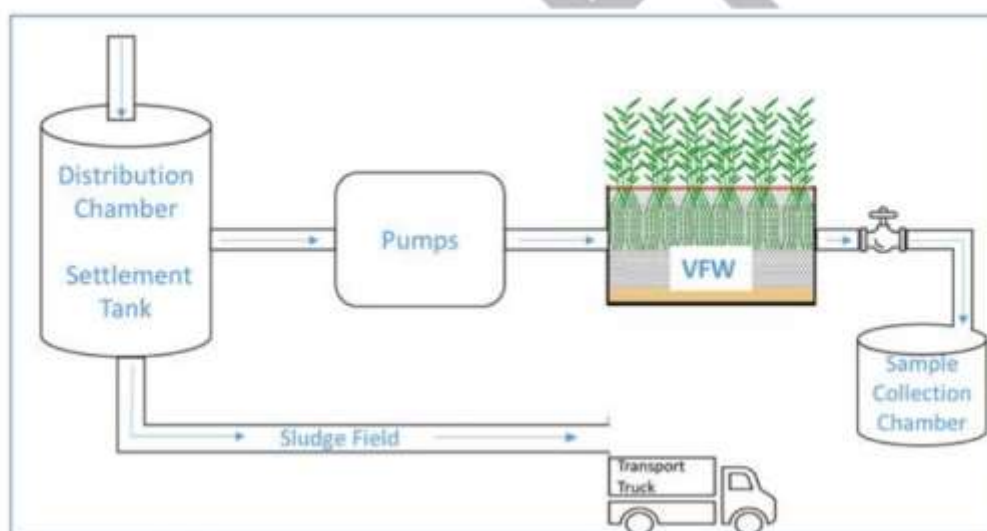 Distribution
Chamber
Settlement
Tank
Pumps
VFW
Sample
Collection
Chamber
Sludge Field
Transport
Truck